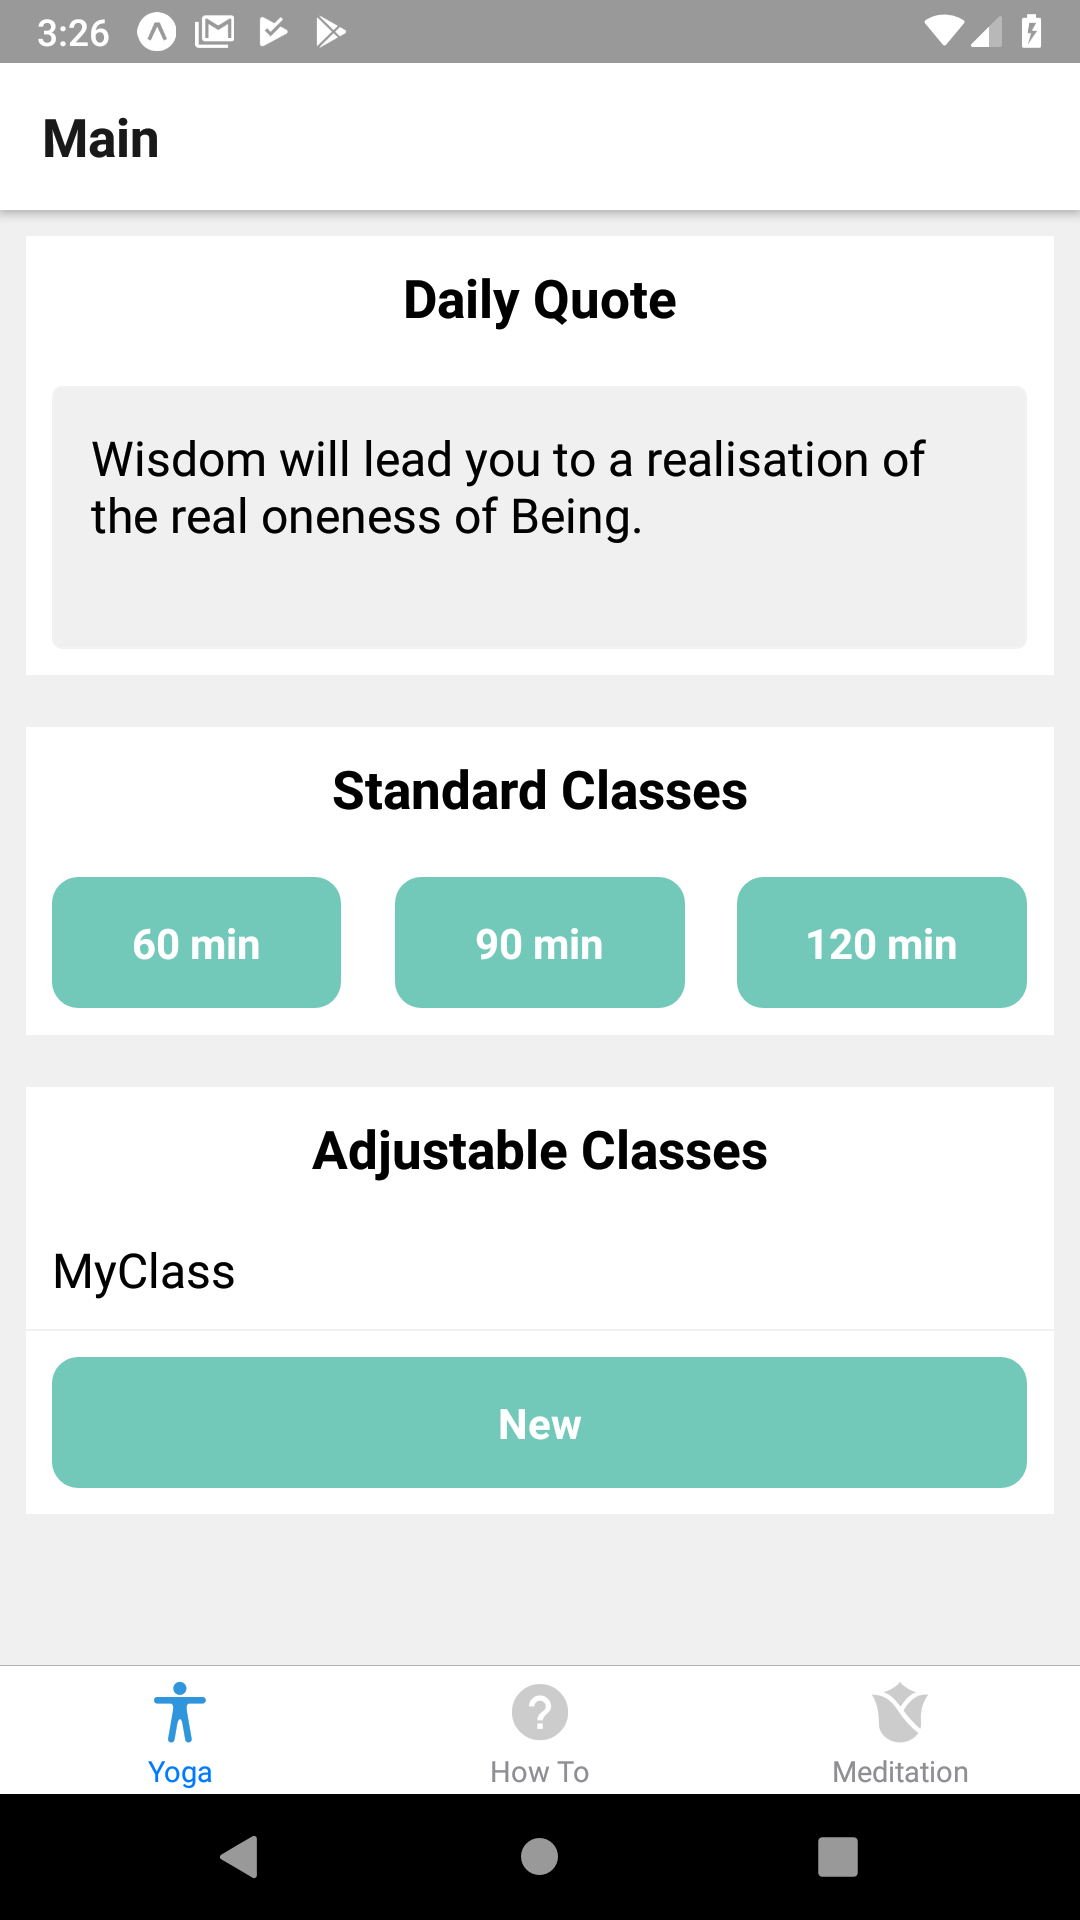 3:26
Main
Daily Quote
Wisdom will lead you to a realisation of
the real oneness of Being.
Standard Classes
60 min
90 min
120 min
Adjustable Classes
MyClass
New
Yoga
How To
Meditation